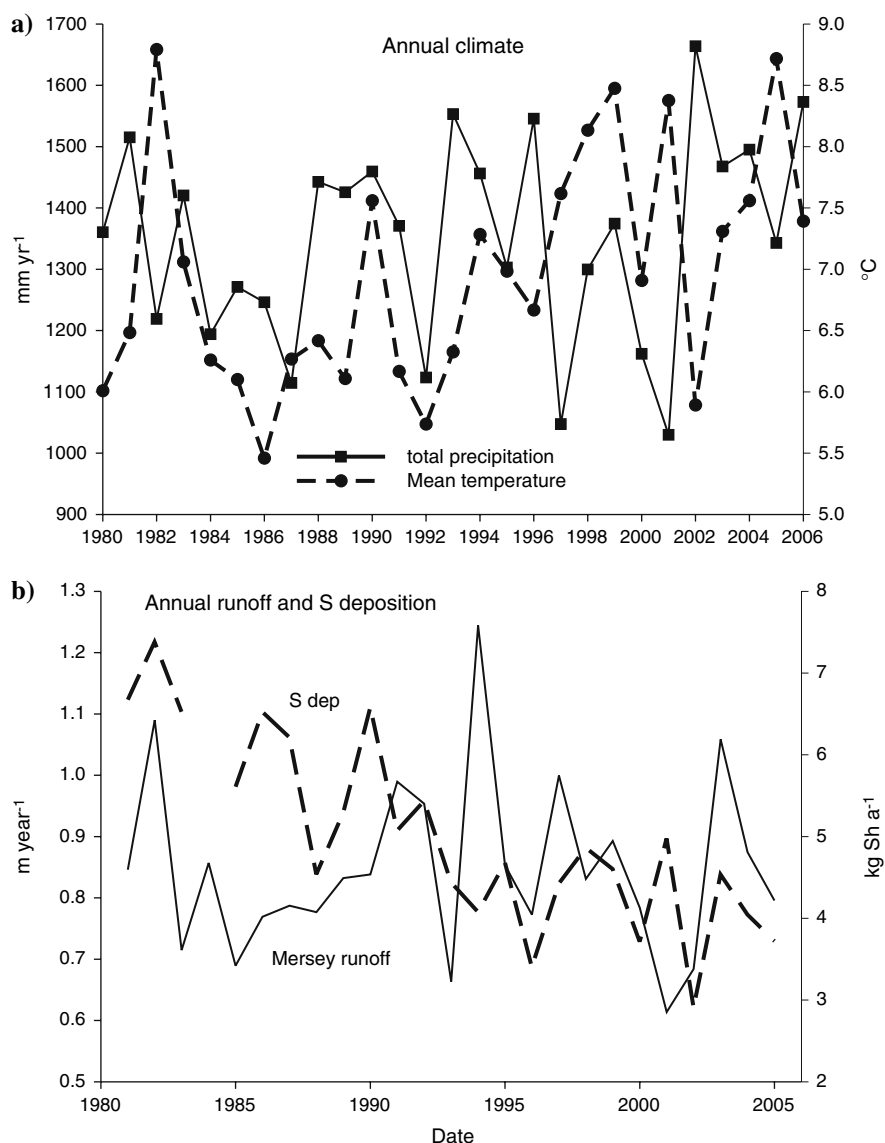 a)
Annual climate
1700
1600
1500
1400
1300
1200
1100
1000
900
mm yr-1
9.0
8.5
8.0
7.5
7.0
6.5
6.0
5.5
5.0
°C
total precipitation
Mean temperature
1980 1982 1984 1986 1988 1990 1992 1994 1996 1998 2000 2002 2004 2006
b)
Annual runoff and S deposition
1.3
1.2
1.1
1.0
0.9
0.8
0.7
0.6
0.5
m year-1
8
7
6
5
4
3
2
kg Sh a-1
S dep
Mersey runoff
1980 1985 1990 1995 2000 2005
Date